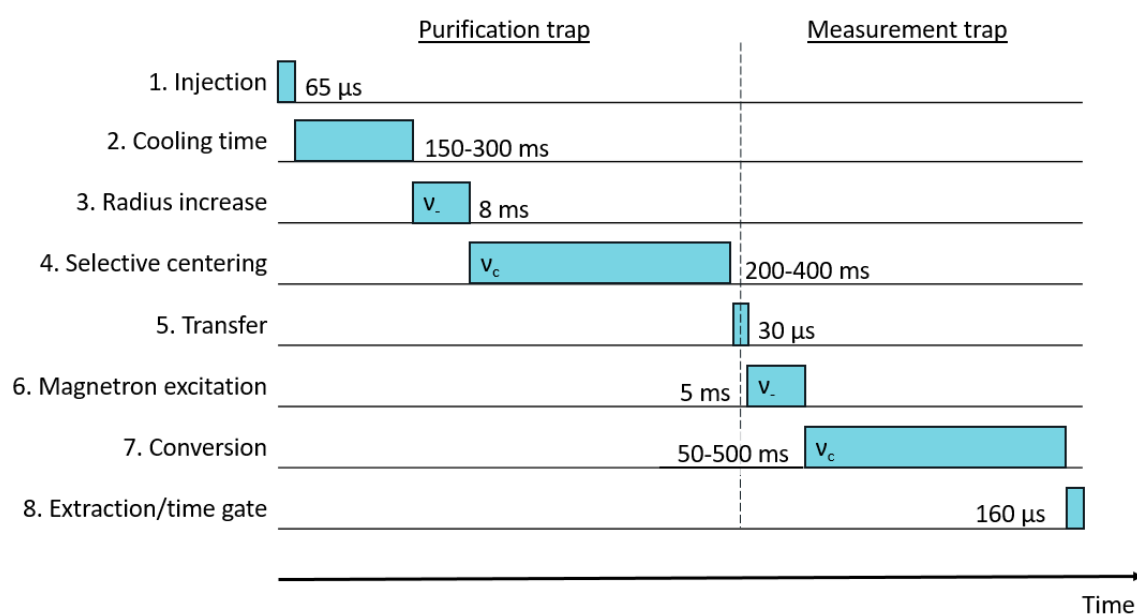 Purification trap
Measurement trap
1. Injection
65 µs
2. Cooling time
150-300 ms
3. Radius increase
ν-
8 ms
4. Selective centering
νc
200-400 ms
5. Transfer
30 µs
6. Magnetron excitation
5 ms
ν-
7. Conversion
50-500 ms
νc
8. Extraction/time gate
160 µs
Time